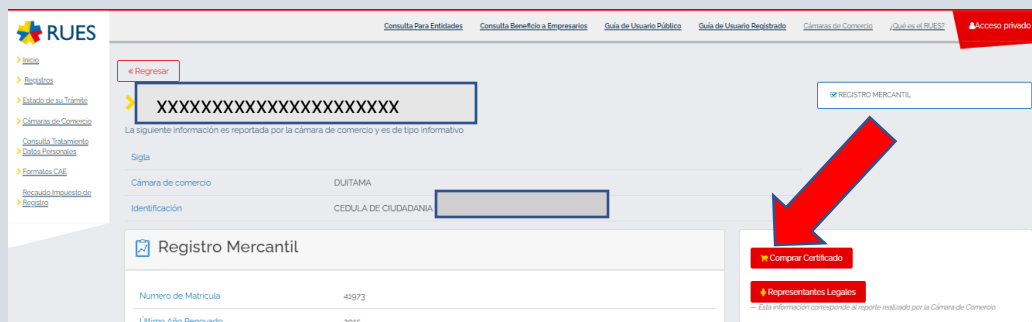 RUES
Consulta Para Entidades Consulta Beneficio a Empresarios Guía de Usuario Público Guía de Usuario Registrado Cámaras de Comercio ¿Qué es el RUES? Acceso privado
> Inicio
> Registros
> Estado de su Trámite
> Cámaras de Comercio
Consulta Tratamiento
> Datos Personales
> Formatos CAE
Recaudo Impuesto de
> Registro
« Regresar
XXXXXXXXXXXXXXXXXXXXXX
REGISTRO MERCANTIL
La siguiente información es reportada por la cámara de comercio y es de tipo informativo
Sigla
Cámara de comercio DUITAMA
Identificación CEDULA DE CIUDADANIA
Registro Mercantil
Comprar Certificado
Representantes Legales
— Esta información corresponde al reporte realizado por la Cámara de Comercio
Numero de Matricula 41973
Último Año Renovado